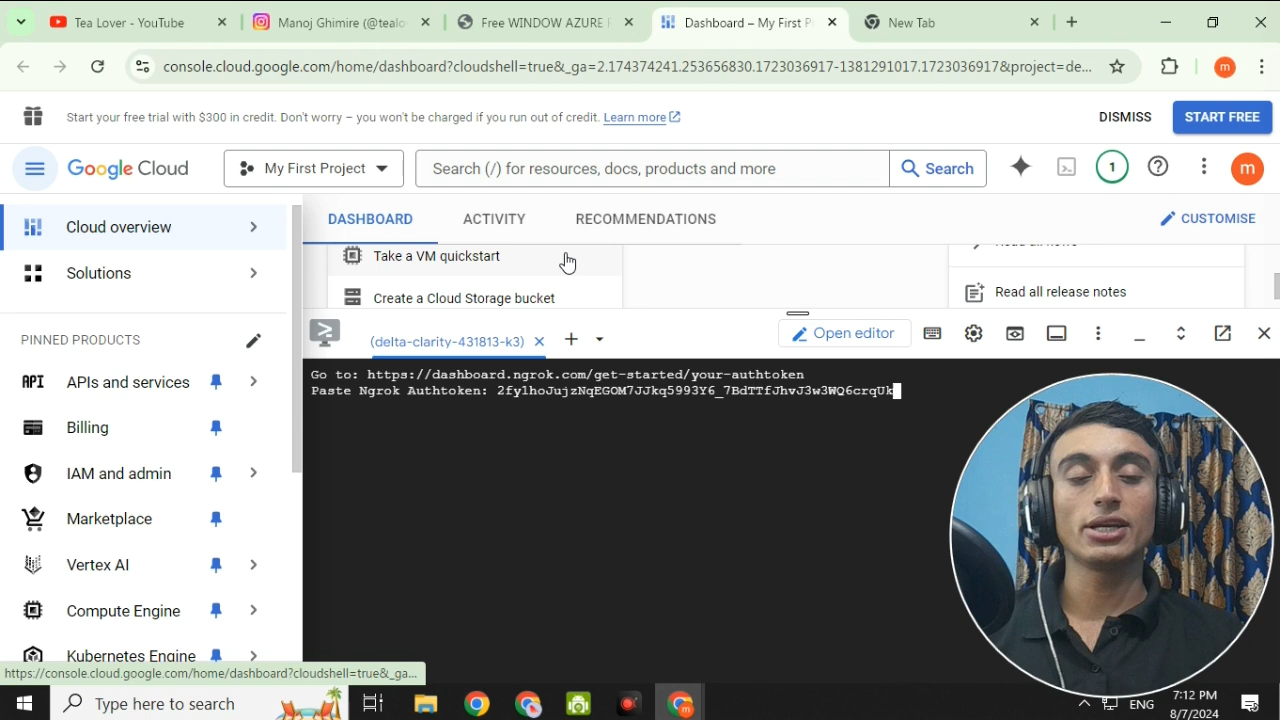 Tea Lover - YouTube
Manoj Ghimire (@tealo
Free WINDOW AZURE
Dashboard – My First P
New Tab
console.cloud.google.com/home/dashboard?cloudshell=true&_ga=2.174374241.253656830.1723036917-1381291017.1723036917&project=de...
m
Start your free trial with $300 in credit. Don't worry – you won't be charged if you run out of credit. Learn more
DISMISS
START FREE
Google Cloud
My First Project
Search (/) for resources, docs, products and more
Search
1
m
Cloud overview
Solutions
PINNED PRODUCTS
API APIs and services
Billing
IAM and admin
Marketplace
Vertex AI
Compute Engine
Kubernetes Engine
DASHBOARD
ACTIVITY
RECOMMENDATIONS
CUSTOMISE
Take a VM quickstart
Create a Cloud Storage bucket
Read all news
Read all release notes
(delta-clarity-431813-k3)
Open editor
Go to: https://dashboard.ngrok.com/get-started/your-authtoken
Paste Ngrok Authtoken: 2fy1hoJujzNqEGOM7JJkq5993Y6_7BdTTfJhvJ3w3WQ6crqUk
https://console.cloud.google.com/home/dashboard?cloudshell=true&_ga...
Type here to search
ENG
7:12 PM
8/7/2024